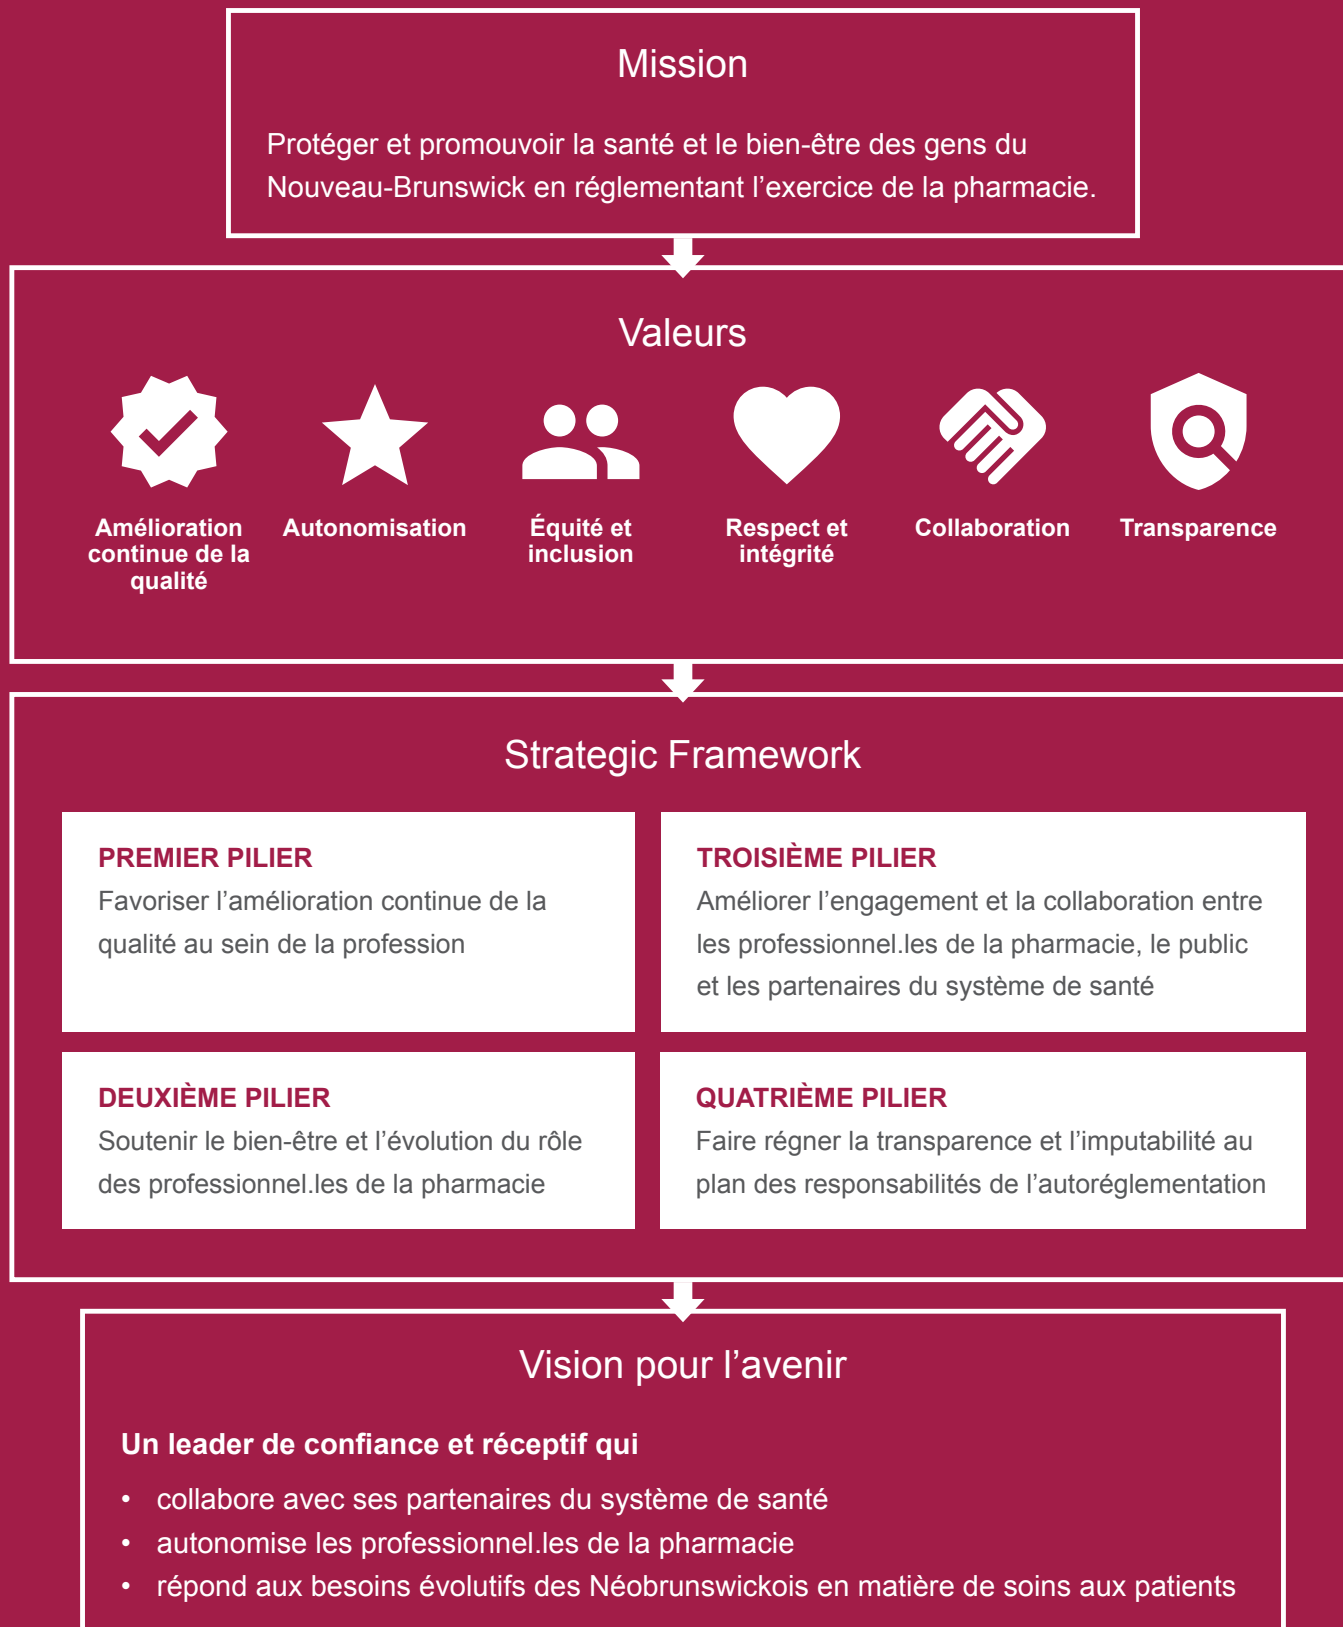 Mission
Protéger et promouvoir la santé et le bien-être des gens du
Nouveau-Brunswick en réglementant l’exercice de la pharmacie.
Valeurs
Amélioration
continue de la
qualité
Autonomisation
Équité et
inclusion
Respect et
intégrité
Collaboration
Transparence
Strategic Framework
PREMIER PILIER
Favoriser l’amélioration continue de la
qualité au sein de la profession
DEUXIÈME PILIER
Soutenir le bien-être et l’évolution du rôle
des professionnel.les de la pharmacie
TROISIÈME PILIER
Améliorer l’engagement et la collaboration entre
les professionnel.les de la pharmacie, le public
et les partenaires du système de santé
QUATRIÈME PILIER
Faire régner la transparence et l’imputabilité au
plan des responsabilités de l’autoréglementation
Vision pour l’avenir
Un leader de confiance et réceptif qui
• collabore avec ses partenaires du système de santé
• autonomise les professionnel.les de la pharmacie
• répond aux besoins évolutifs des Néobrunswickois en matière de soins aux patients